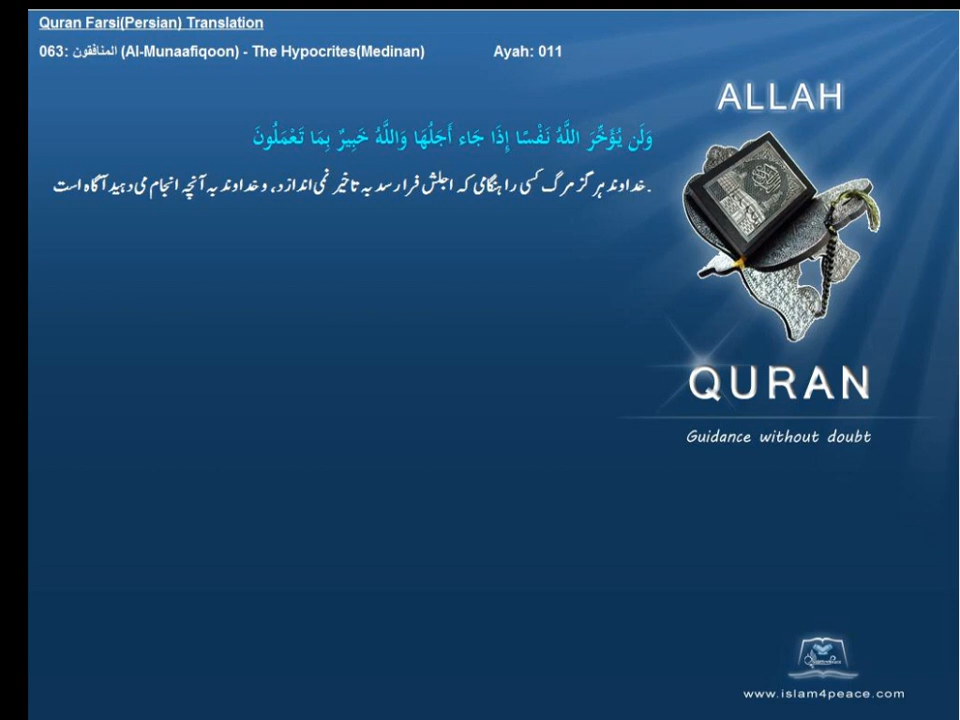 Quran Farsi(Persian) Translation
063: المنافقون (Al-Munaafiqoon) - The Hypocrites(Medinan) Ayah: 011
ALLAH
وَلَن يُؤَخِّرَ اللَّهُ نَفْسًا إِذَا جَاء أَجَلُهَا وَاللَّهُ خَبِيرٌ بِمَا تَعْمَلُونَ
خداوند هرگز مرگ کسی را هنگامی که اجلش فرا رسد به تاخیر نمی‌اندازد، و خداوند به آنچه انجام می‌دهید آگاه است.
QURAN
Guidance without doubt
www.islam4peace.com